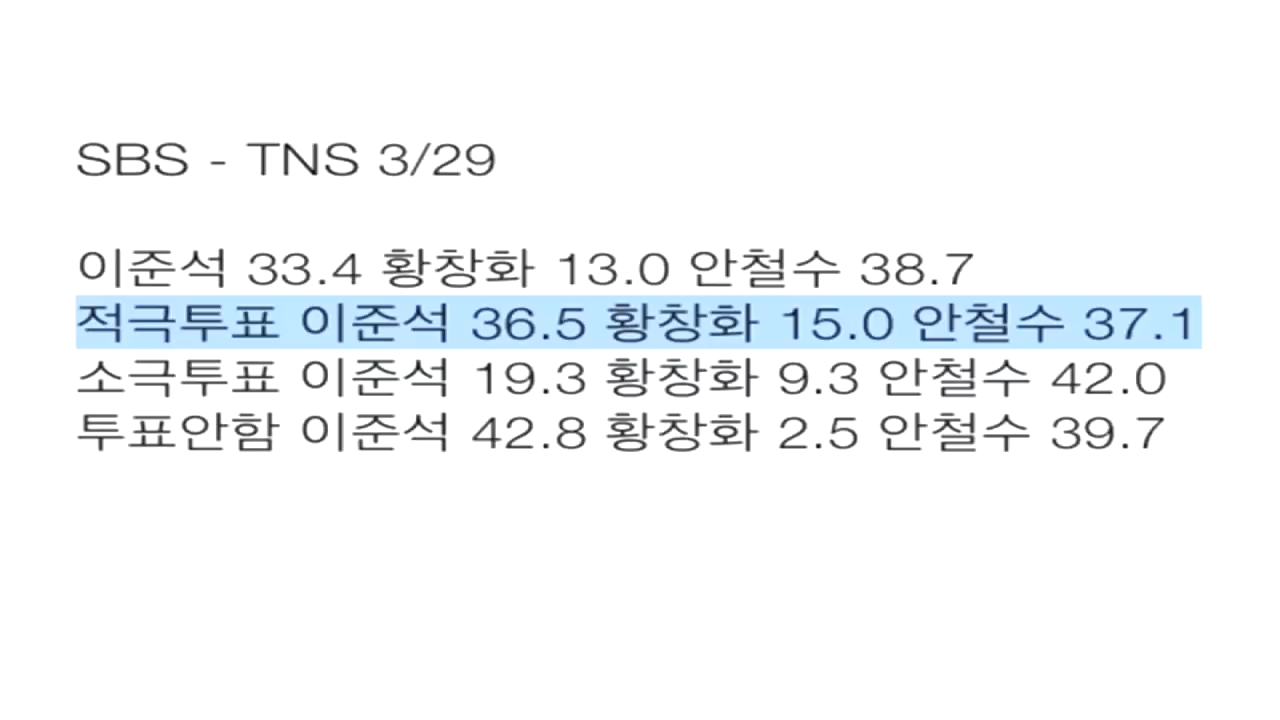 SBS - TNS 3/29
이준석 33.4 황창화 13.0 안철수 38.7
적극투표 이준석 36.5 황창화 15.0 안철수 37.1
소극투표 이준석 19.3 황창화 9.3 안철수 42.0
투표안함 이준석 42.8 황창화 2.5 안철수 39.7